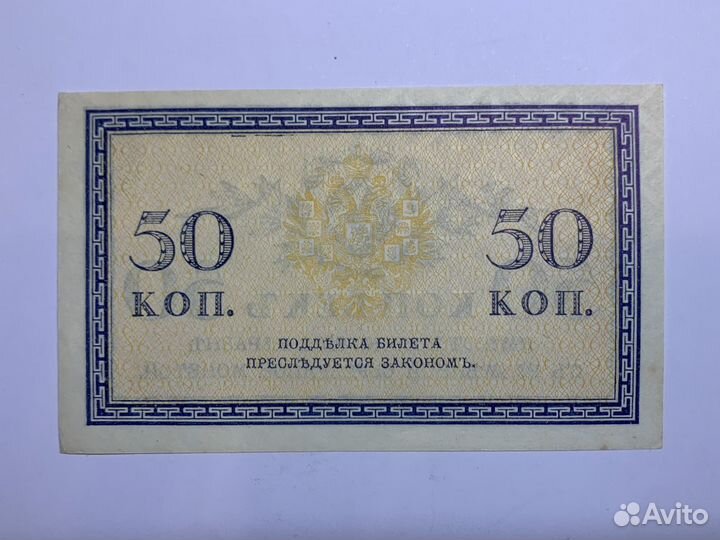 50 50
КОП. КОП.
ПОДДѢЛКА БИЛЕТА
ПРЕСЛѢДУЕТСЯ ЗАКОНОМЪ.
Avito